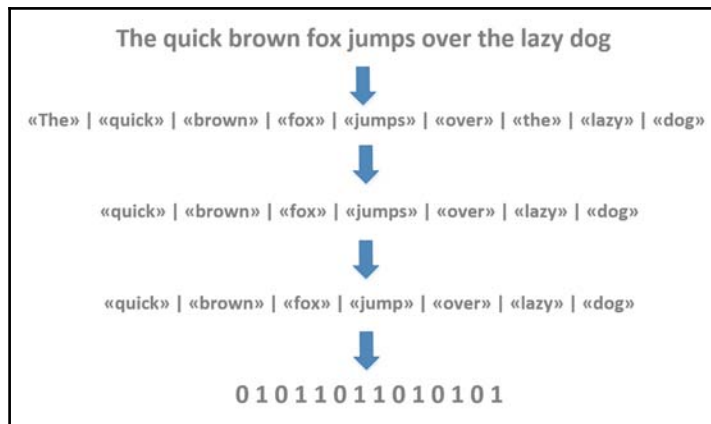 The quick brown fox jumps over the lazy dog
«The» | «quick» | «brown» | «fox» | «jumps» | «over» | «the» | «lazy» | «dog»
«quick» | «brown» | «fox» | «jumps» | «over» | «lazy» | «dog»
«quick» | «brown» | «fox» | «jump» | «over» | «lazy» | «dog»
0 1 0 1 1 0 1 1 0 1 0 1 0 1